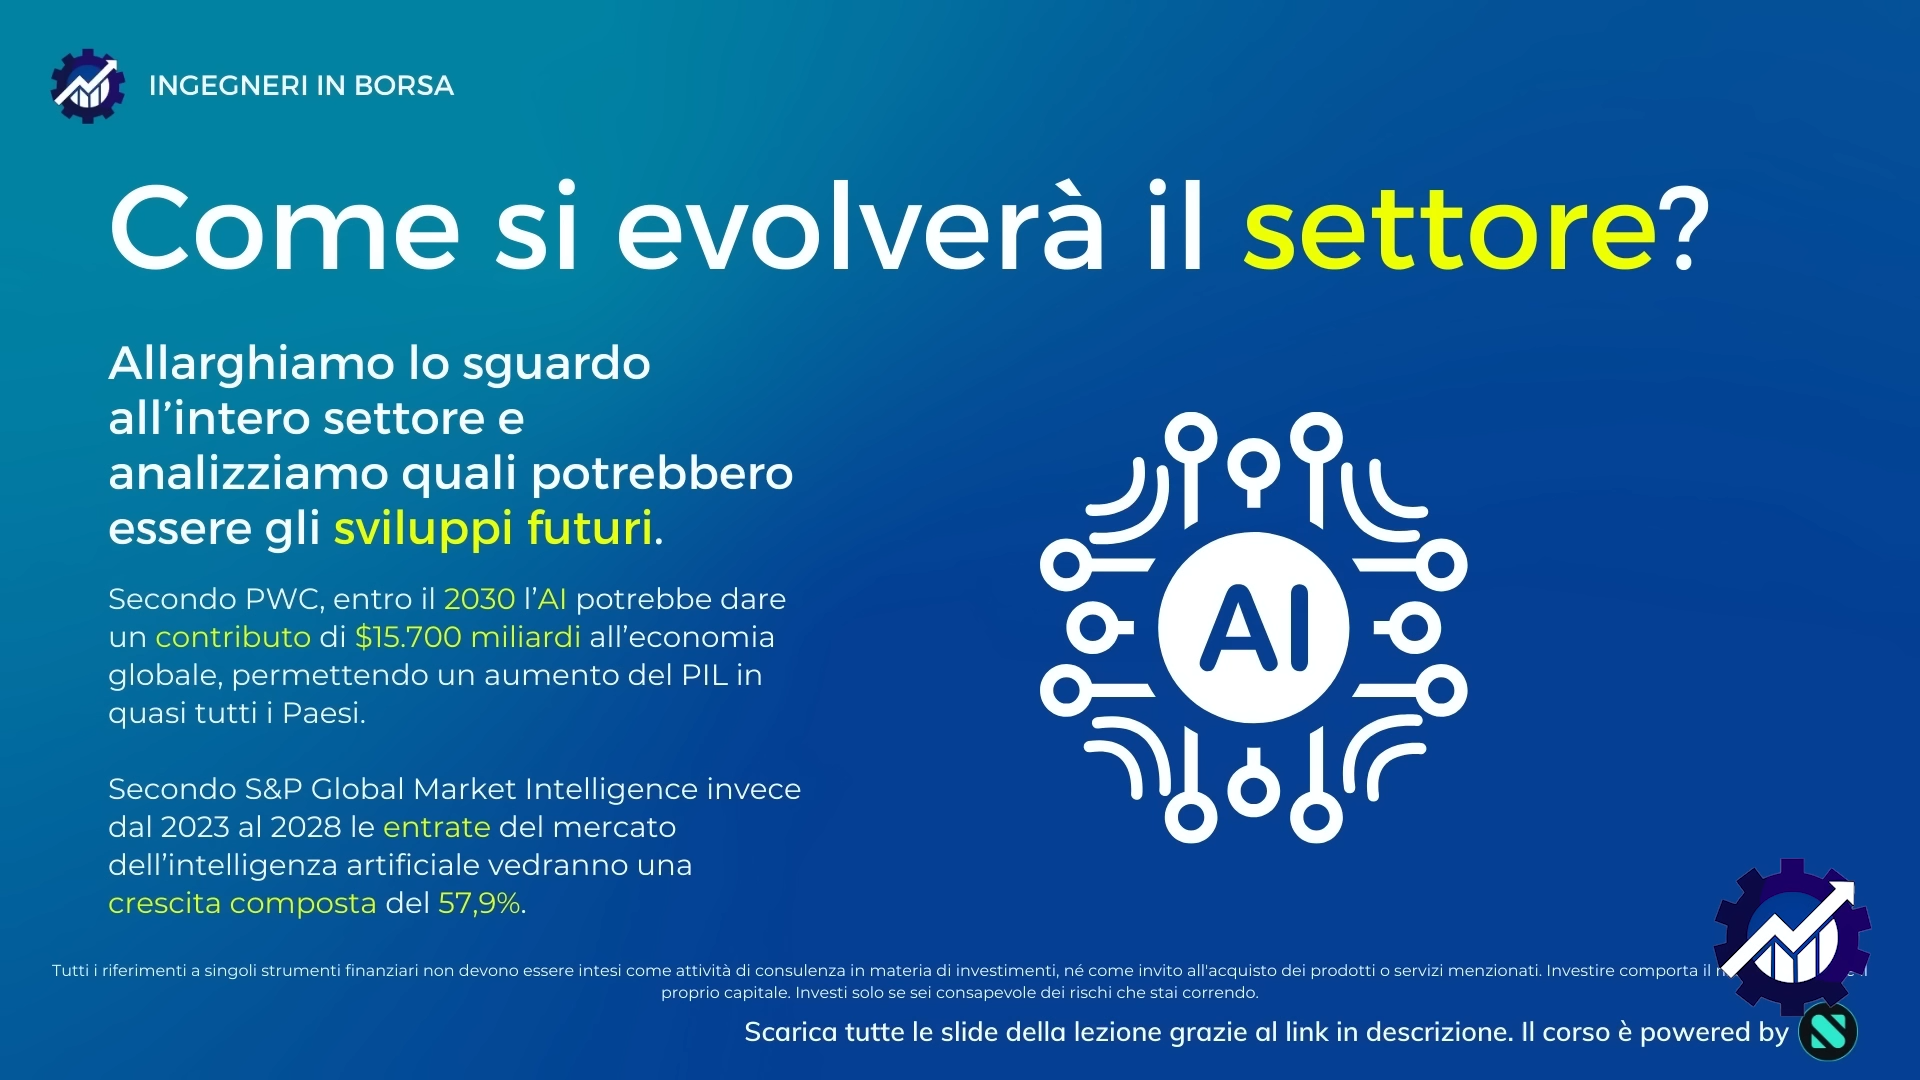 INGEGNERI IN BORSA
Come si evolverà il settore?
Allarghiamo lo sguardo
all’intero settore e
analizziamo quali potrebbero
essere gli sviluppi futuri.
Secondo PWC, entro il 2030 l’AI potrebbe dare
un contributo di $15.700 miliardi all’economia
globale, permettendo un aumento del PIL in
quasi tutti i Paesi.
Secondo S&P Global Market Intelligence invece
dal 2023 al 2028 le entrate del mercato
dell’intelligenza artificiale vedranno una
crescita composta del 57,9%.
AI
Tutti i riferimenti a singoli strumenti finanziari non devono essere intesi come attività di consulenza in materia di investimenti, né come invito all'acquisto dei prodotti o servizi menzionati. Investire comporta il
proprio capitale. Investi solo se sei consapevole dei rischi che stai correndo.
Scarica tutte le slide della lezione grazie al link in descrizione. Il corso è powered by